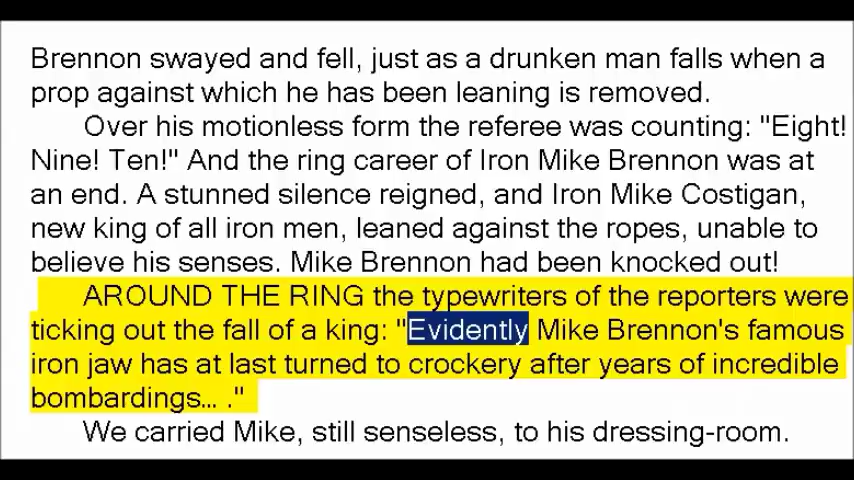 Brennon swayed and fell, just as a drunken man falls when a
prop against which he has been leaning is removed.
Over his motionless form the referee was counting: "Eight!
Nine! Ten!" And the ring career of Iron Mike Brennon was at
an end. A stunned silence reigned, and Iron Mike Costigan,
new king of all iron men, leaned against the ropes, unable to
believe his senses. Mike Brennon had been knocked out!
AROUND THE RING the typewriters of the reporters were
ticking out the fall of a king: "Evidently Mike Brennon's famous
iron jaw has at last turned to crockery after years of incredible
bombardings... ."
We carried Mike, still senseless, to his dressing-room.